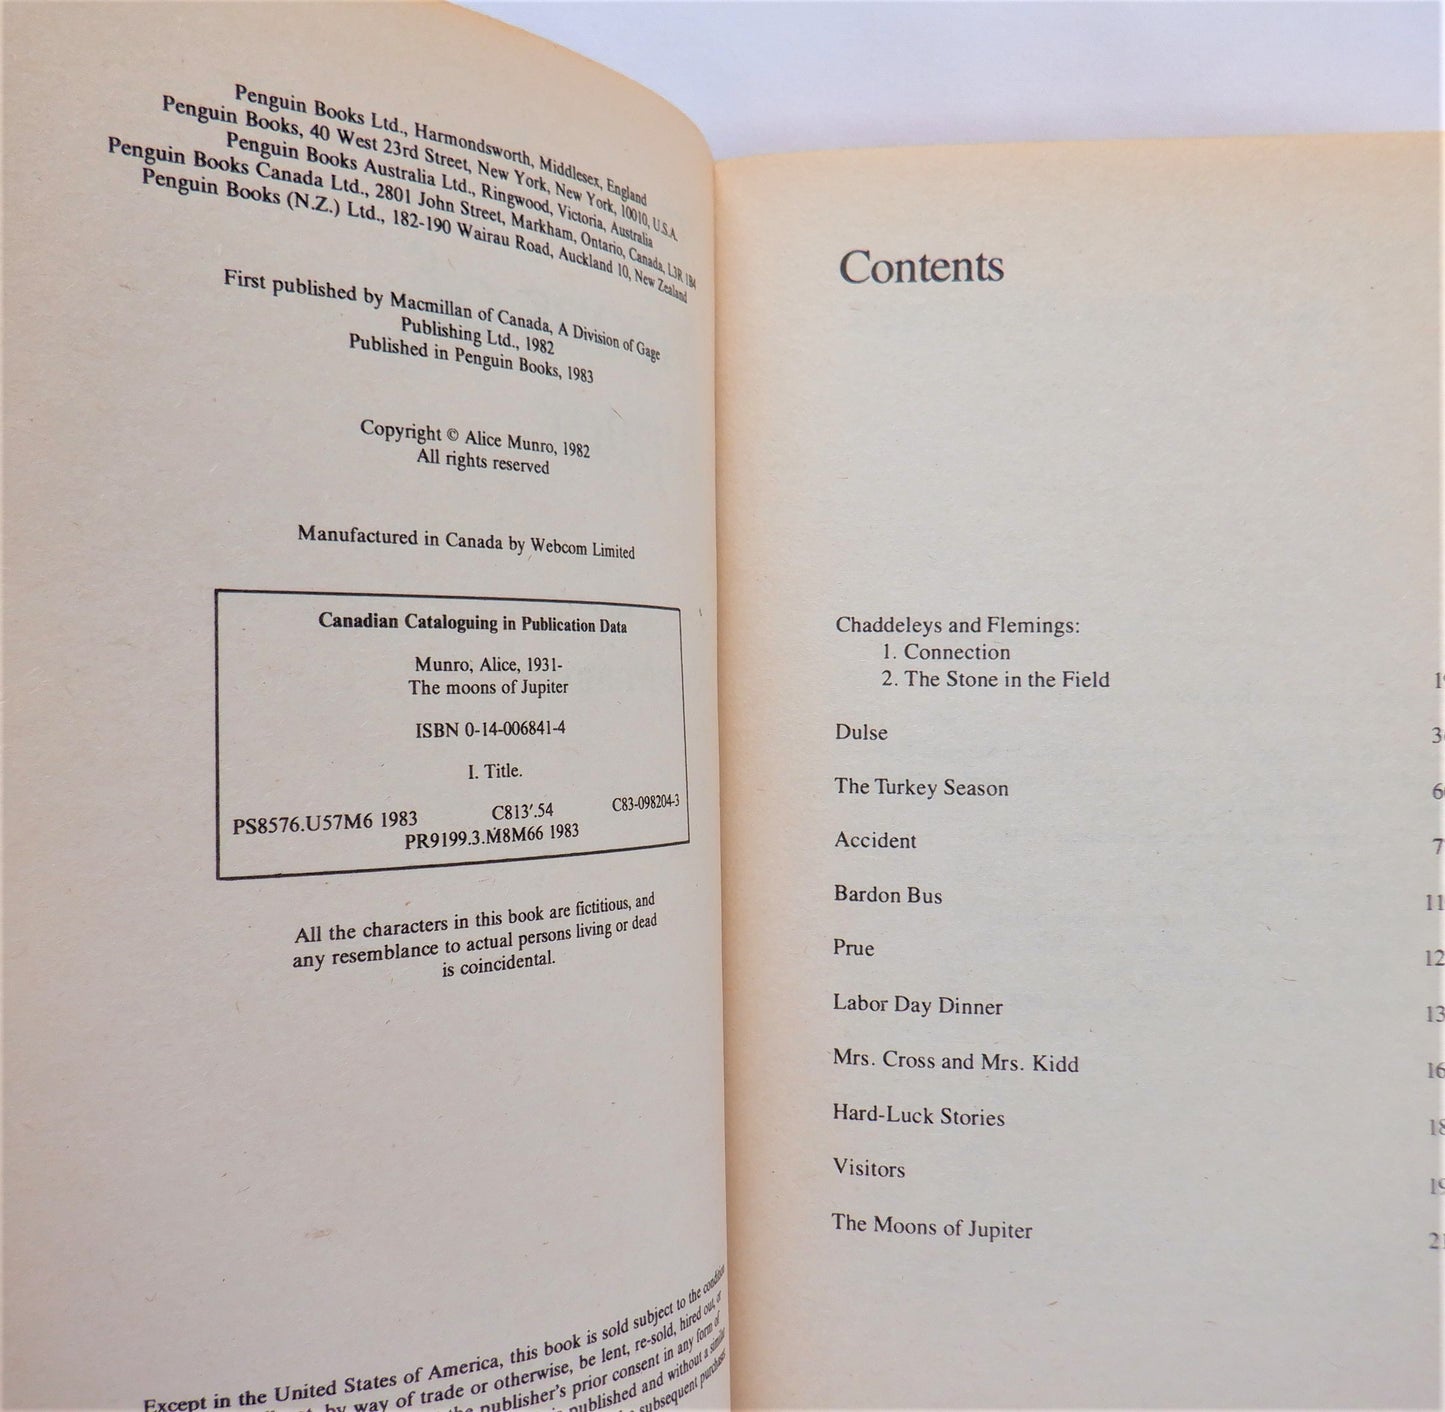 Penguin Books Ltd., Harmondsworth, Middlesex, England
Penguin Books, 40 West 23rd Street, New York, New York, 10010, U.S.A.
Penguin Books Australia Ltd., Ringwood, Victoria, Australia
Penguin Books Canada Ltd., 2801 John Street, Markham, Ontario, Canada, L3R 1B4
Penguin Books (N.Z.) Ltd., 182-190 Wairau Road, Auckland 10, New Zealand
First published by Macmillan of Canada, A Division of Gage
Publishing Ltd., 1982
Published in Penguin Books, 1983
Copyright © Alice Munro, 1982
All rights reserved
Manufactured in Canada by Webcom Limited
Canadian Cataloguing in Publication Data
Munro, Alice, 1931-
The moons of Jupiter
ISBN 0-14-006841-4
I. Title.
PS8576.U57M6 1983 C813'.54 C83-098204-3
PR9199.3.M8M66 1983
All the characters in this book are fictitious, and
any resemblance to actual persons living or dead
is coincidental.
Except in the United States of America, this book is sold subject to the condition
by way of trade or otherwise, be lent, re-sold, hired out, or
publisher's prior consent in any form of
published and without a similar
subsequent purchaser
Contents
Chaddeleys and Flemings:
1. Connection
2. The Stone in the Field
Dulse
The Turkey Season
Accident
Bardon Bus
Prue
Labor Day Dinner
Mrs. Cross and Mrs. Kidd
Hard-Luck Stories
Visitors
The Moons of Jupiter